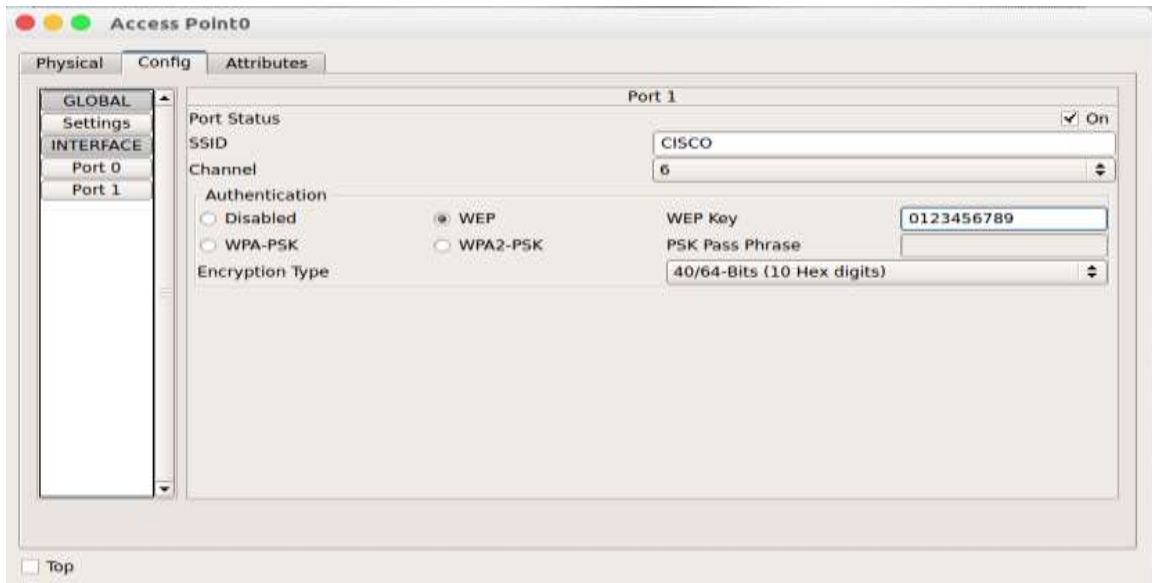 Access Point0
Physical Config Attributes
GLOBAL
Settings
INTERFACE
Port 0
Port 1
Port 1
Port Status On
SSID CISCO
Channel 6
Authentication
Disabled WEP WEP Key 0123456789
WPA-PSK WPA2-PSK PSK Pass Phrase
Encryption Type 40/64-Bits (10 Hex digits)
Top